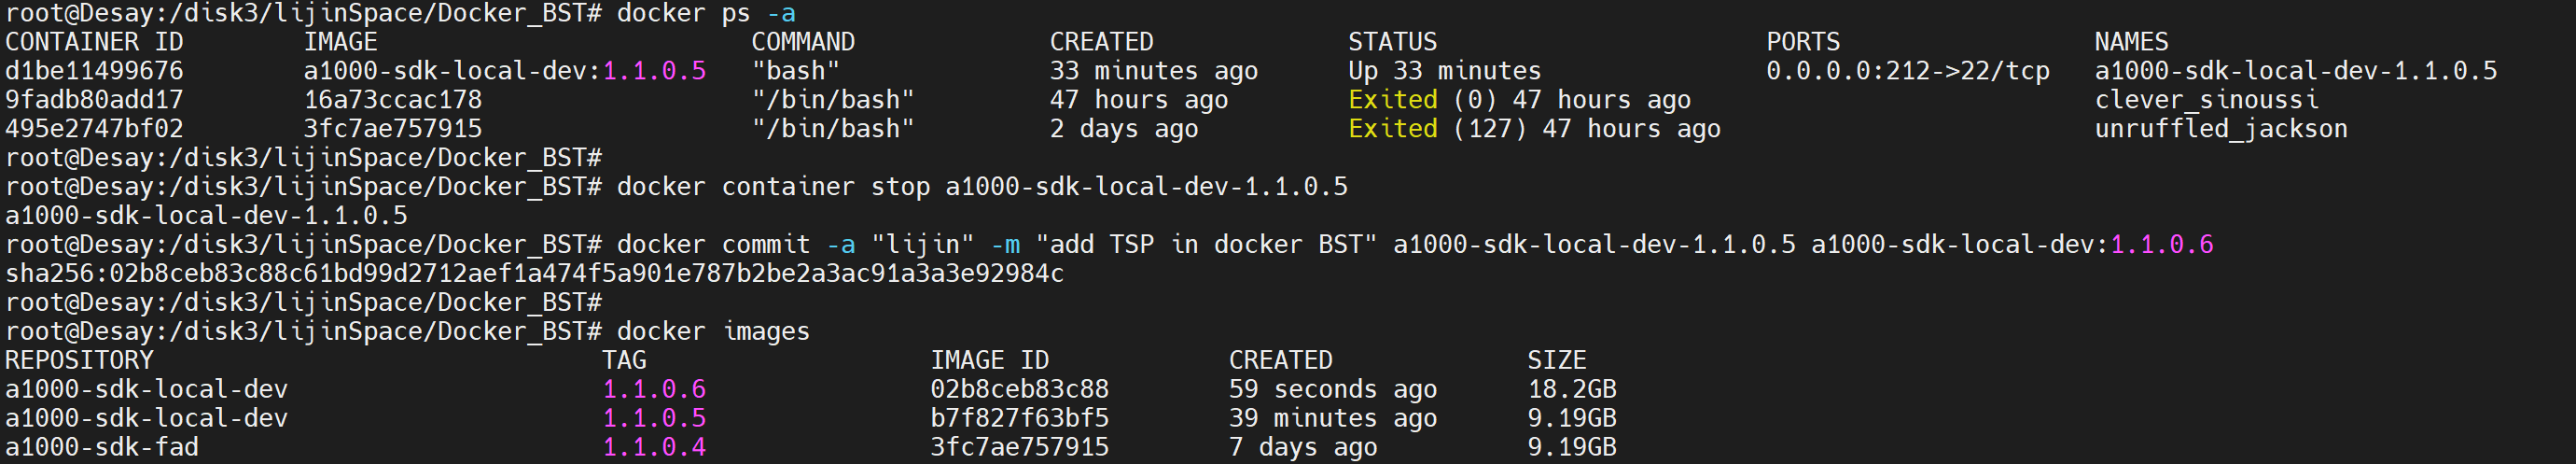 root@Desay:/disk3/lijinSpace/Docker_BST# docker ps -a
CONTAINER ID        IMAGE                         COMMAND             CREATED             STATUS                      PORTS                 NAMES
d1be11499676        a1000-sdk-local-dev:1.1.0.5   "bash"              33 minutes ago      Up 33 minutes               0.0.0.0:212->22/tcp   a1000-sdk-local-dev-1.1.0.5
9fadb80add17        16a73ccac178                  "/bin/bash"         47 hours ago        Exited (0) 47 hours ago                           clever_sinoussi
495e2747bf02        3fc7ae757915                  "/bin/bash"         2 days ago          Exited (127) 47 hours ago                         unruffled_jackson
root@Desay:/disk3/lijinSpace/Docker_BST#
root@Desay:/disk3/lijinSpace/Docker_BST# docker container stop a1000-sdk-local-dev-1.1.0.5
a1000-sdk-local-dev-1.1.0.5
root@Desay:/disk3/lijinSpace/Docker_BST# docker commit -a "lijin" -m "add TSP in docker BST" a1000-sdk-local-dev-1.1.0.5 a1000-sdk-local-dev:1.1.0.6
sha256:02b8ceb83c88c61bd99d2712aef1a474f5a901e787b2be2a3ac91a3a3e92984c
root@Desay:/disk3/lijinSpace/Docker_BST#
root@Desay:/disk3/lijinSpace/Docker_BST# docker images
REPOSITORY                              TAG                   IMAGE ID            CREATED             SIZE
a1000-sdk-local-dev                     1.1.0.6               02b8ceb83c88        59 seconds ago      18.2GB
a1000-sdk-local-dev                     1.1.0.5               b7f827f63bf5        39 minutes ago      9.19GB
a1000-sdk-fad                           1.1.0.4               3fc7ae757915        7 days ago          9.19GB